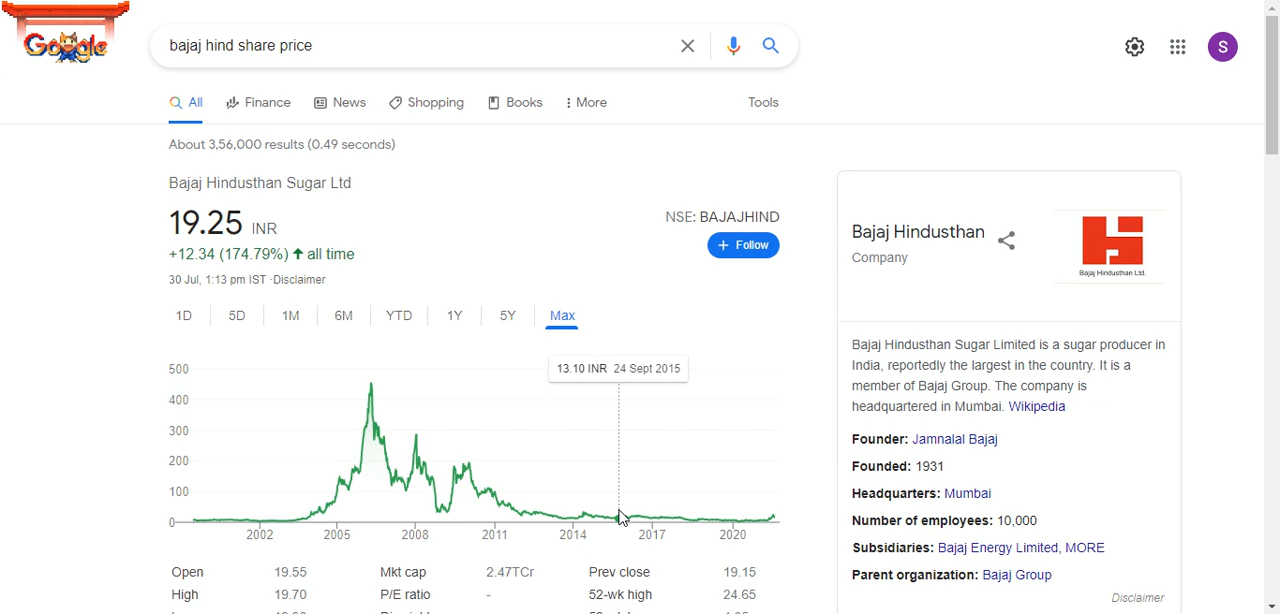 Google
bajaj hind share price
S
All Finance News Shopping Books More Tools
About 3,56,000 results (0.49 seconds)
Bajaj Hindusthan Sugar Ltd
19.25 INR
NSE: BAJAJHIND
+ Follow
+12.34 (174.79%) ↑ all time
30 Jul, 1:13 pm IST · Disclaimer
1D 5D 1M 6M YTD 1Y 5Y Max
13.10 INR 24 Sept 2015
500
400
300
200
100
0
2002 2005 2008 2011 2014 2017 2020
Open 19.55 Mkt cap 2.47TCr Prev close 19.15
High 19.70 P/E ratio - 52-wk high 24.65
Bajaj Hindusthan
Company
Bajaj Hindusthan Ltd.
Bajaj Hindusthan Sugar Limited is a sugar producer in
India, reportedly the largest in the country. It is a
member of Bajaj Group. The company is
headquartered in Mumbai. Wikipedia
Founder: Jamnalal Bajaj
Founded: 1931
Headquarters: Mumbai
Number of employees: 10,000
Subsidiaries: Bajaj Energy Limited, MORE
Parent organization: Bajaj Group
Disclaimer